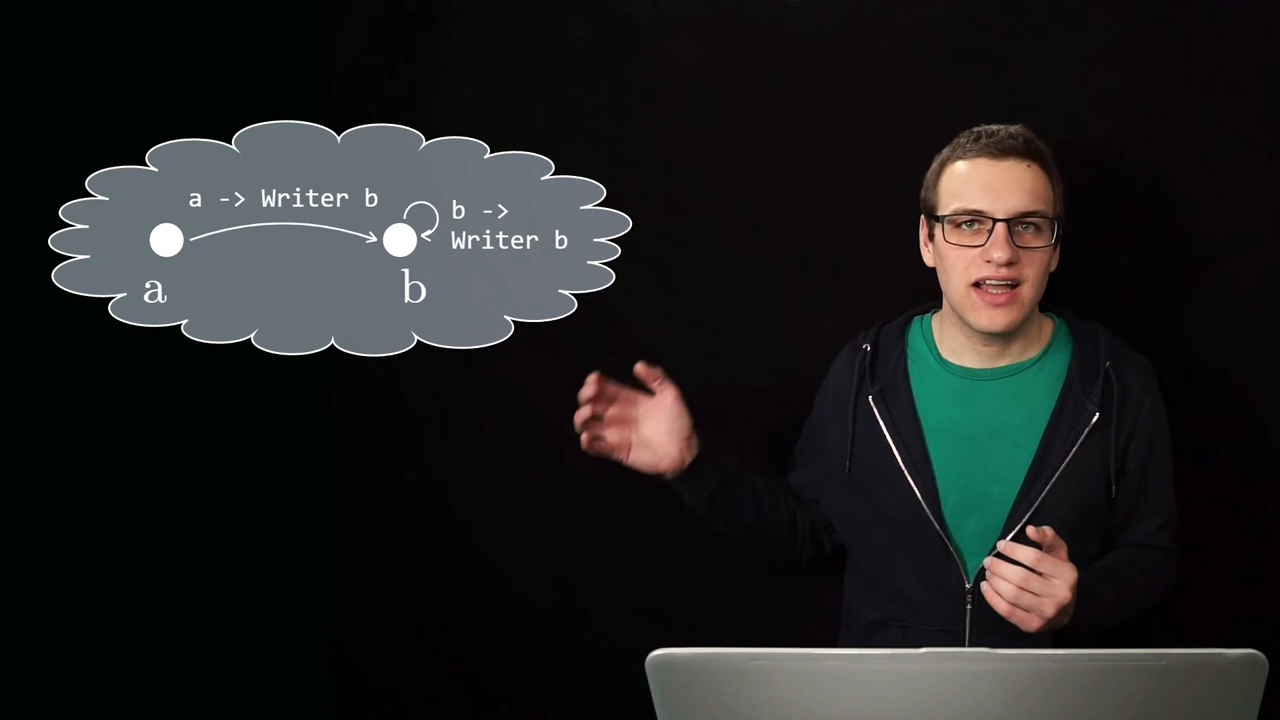 a -> Writer b
b ->
Writer b
a
b